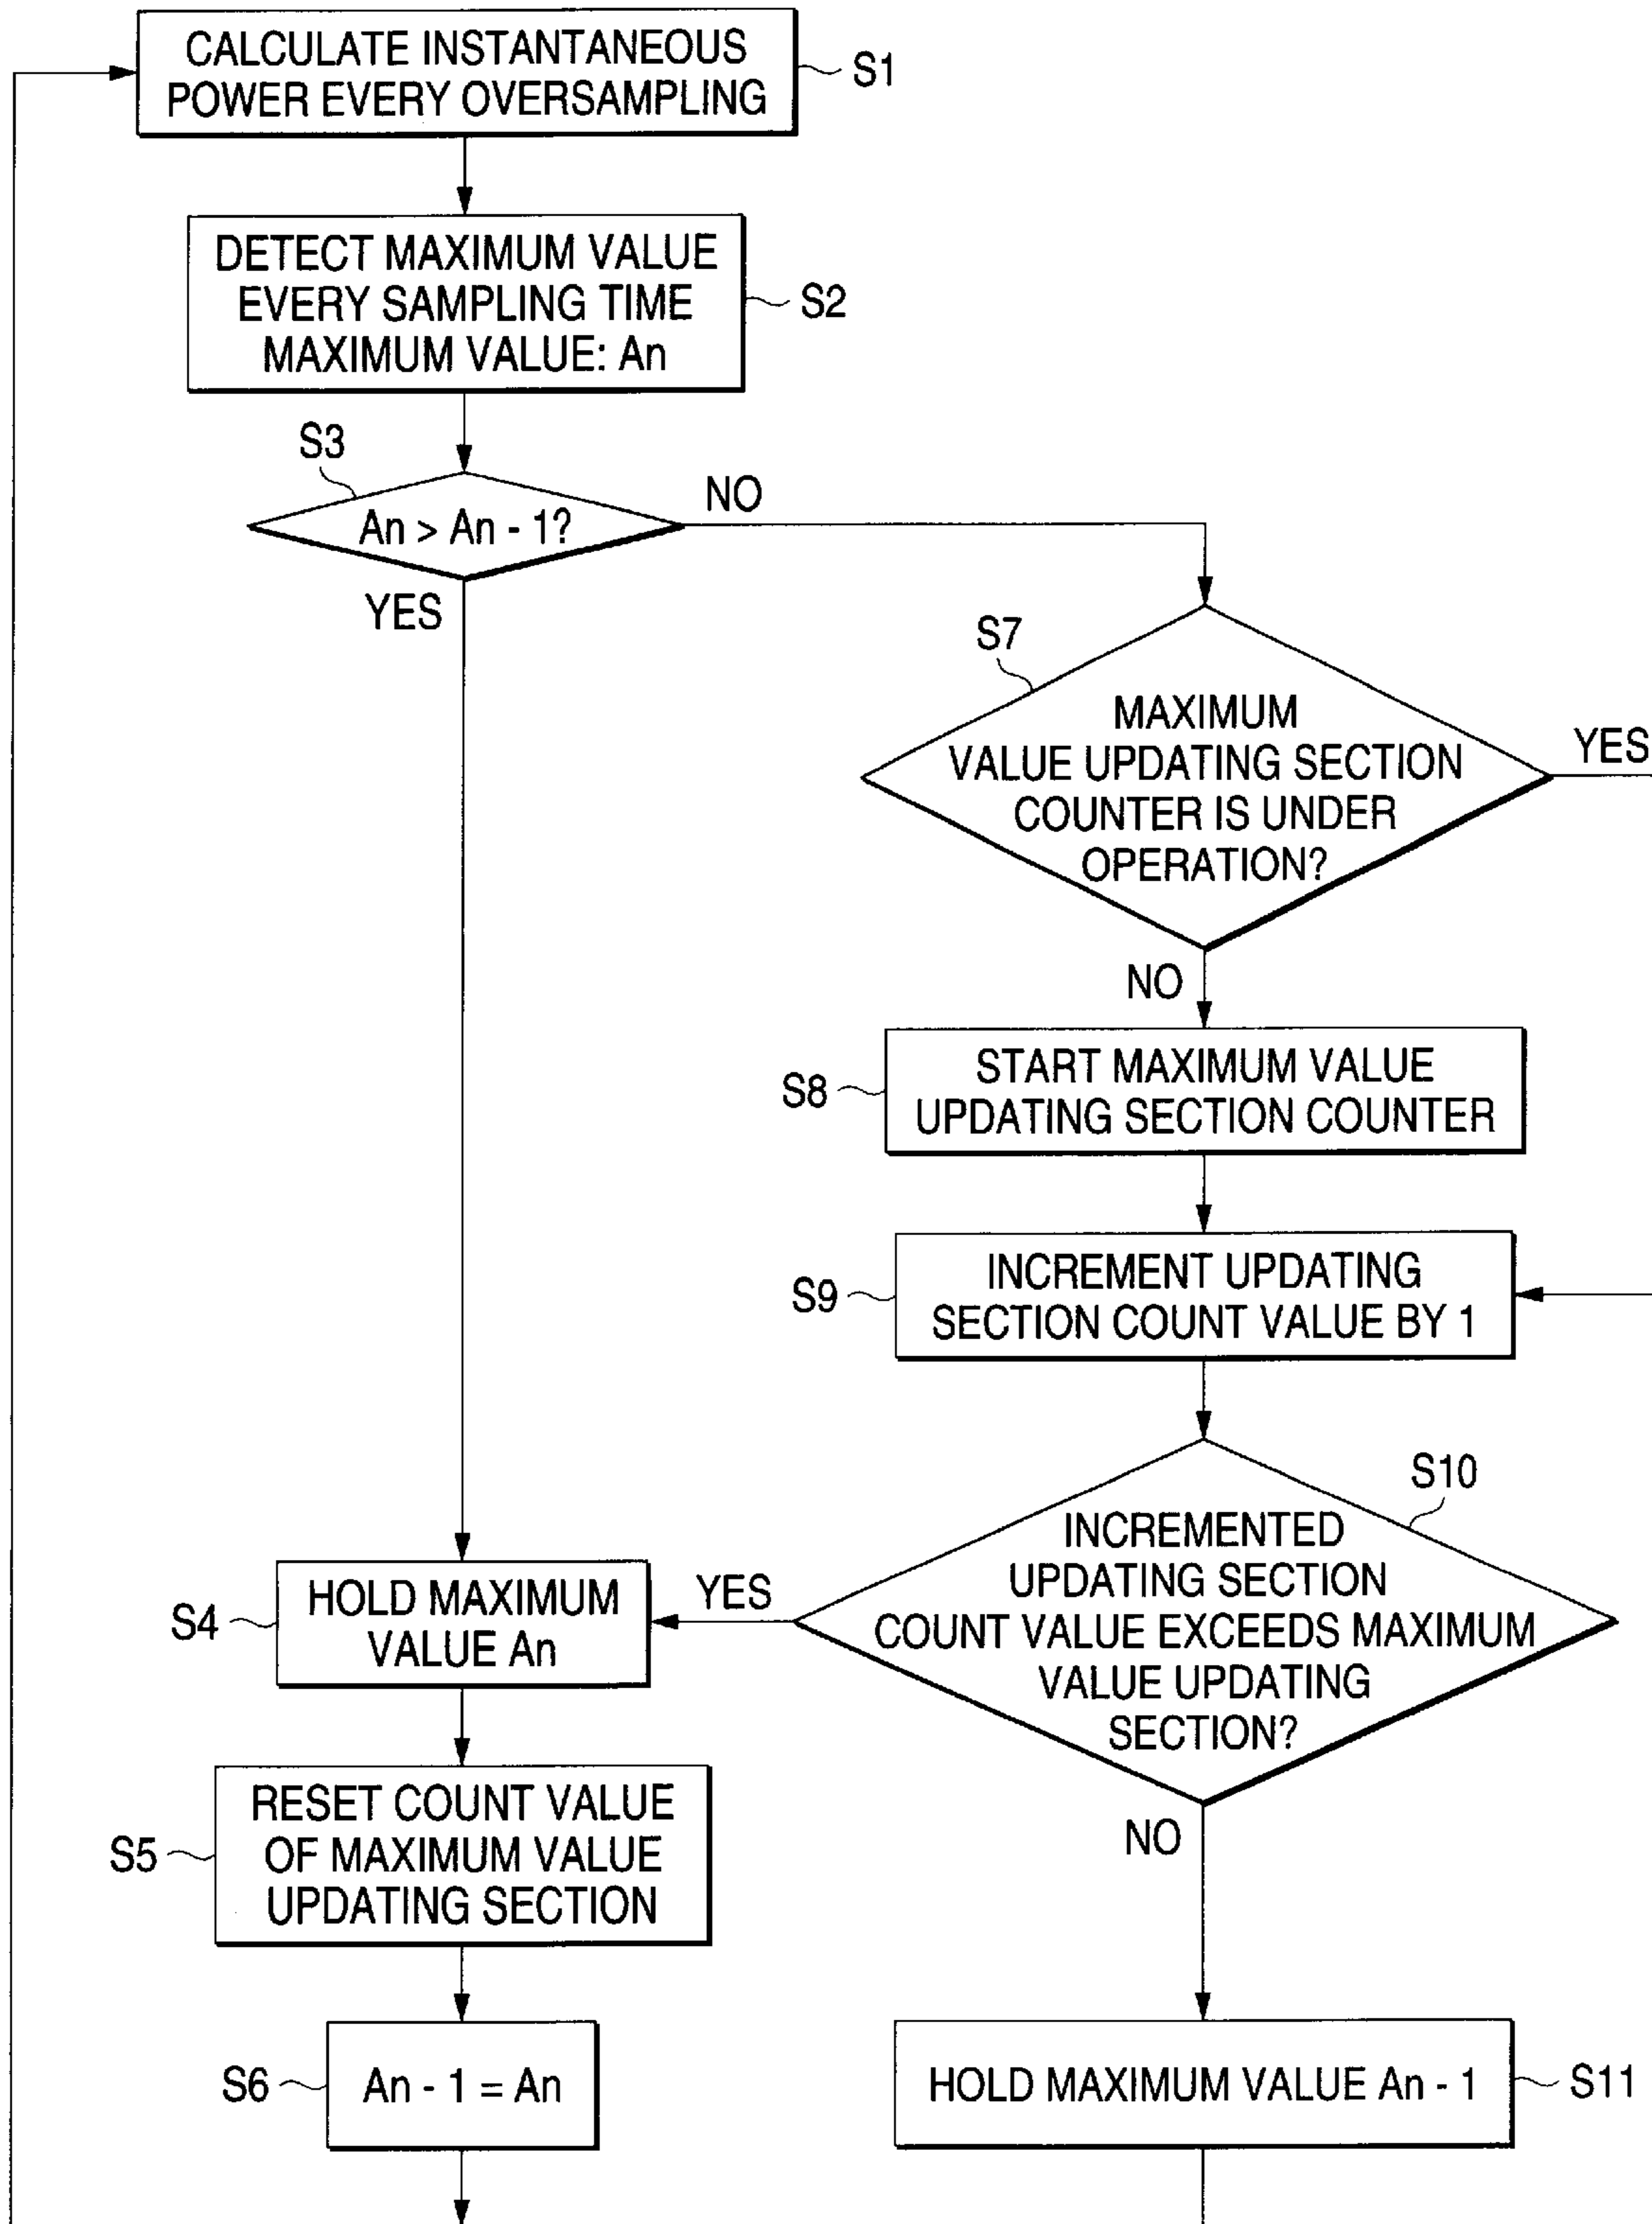 CALCULATE INSTANTANEOUS
POWER EVERY OVERSAMPLING
S1
DETECT MAXIMUM VALUE
EVERY SAMPLING TIME
MAXIMUM VALUE: An
S2
S3
An > An - 1?
NO
YES
S7
MAXIMUM
VALUE UPDATING SECTION
COUNTER IS UNDER
OPERATION?
YES
NO
S8
START MAXIMUM VALUE
UPDATING SECTION COUNTER
S9
INCREMENT UPDATING
SECTION COUNT VALUE BY 1
S10
INCREMENTED
UPDATING SECTION
COUNT VALUE EXCEEDS MAXIMUM
VALUE UPDATING
SECTION?
YES
NO
S4
HOLD MAXIMUM
VALUE An
S5
RESET COUNT VALUE
OF MAXIMUM VALUE
UPDATING SECTION
S6
An - 1 = An
HOLD MAXIMUM VALUE An - 1
S11